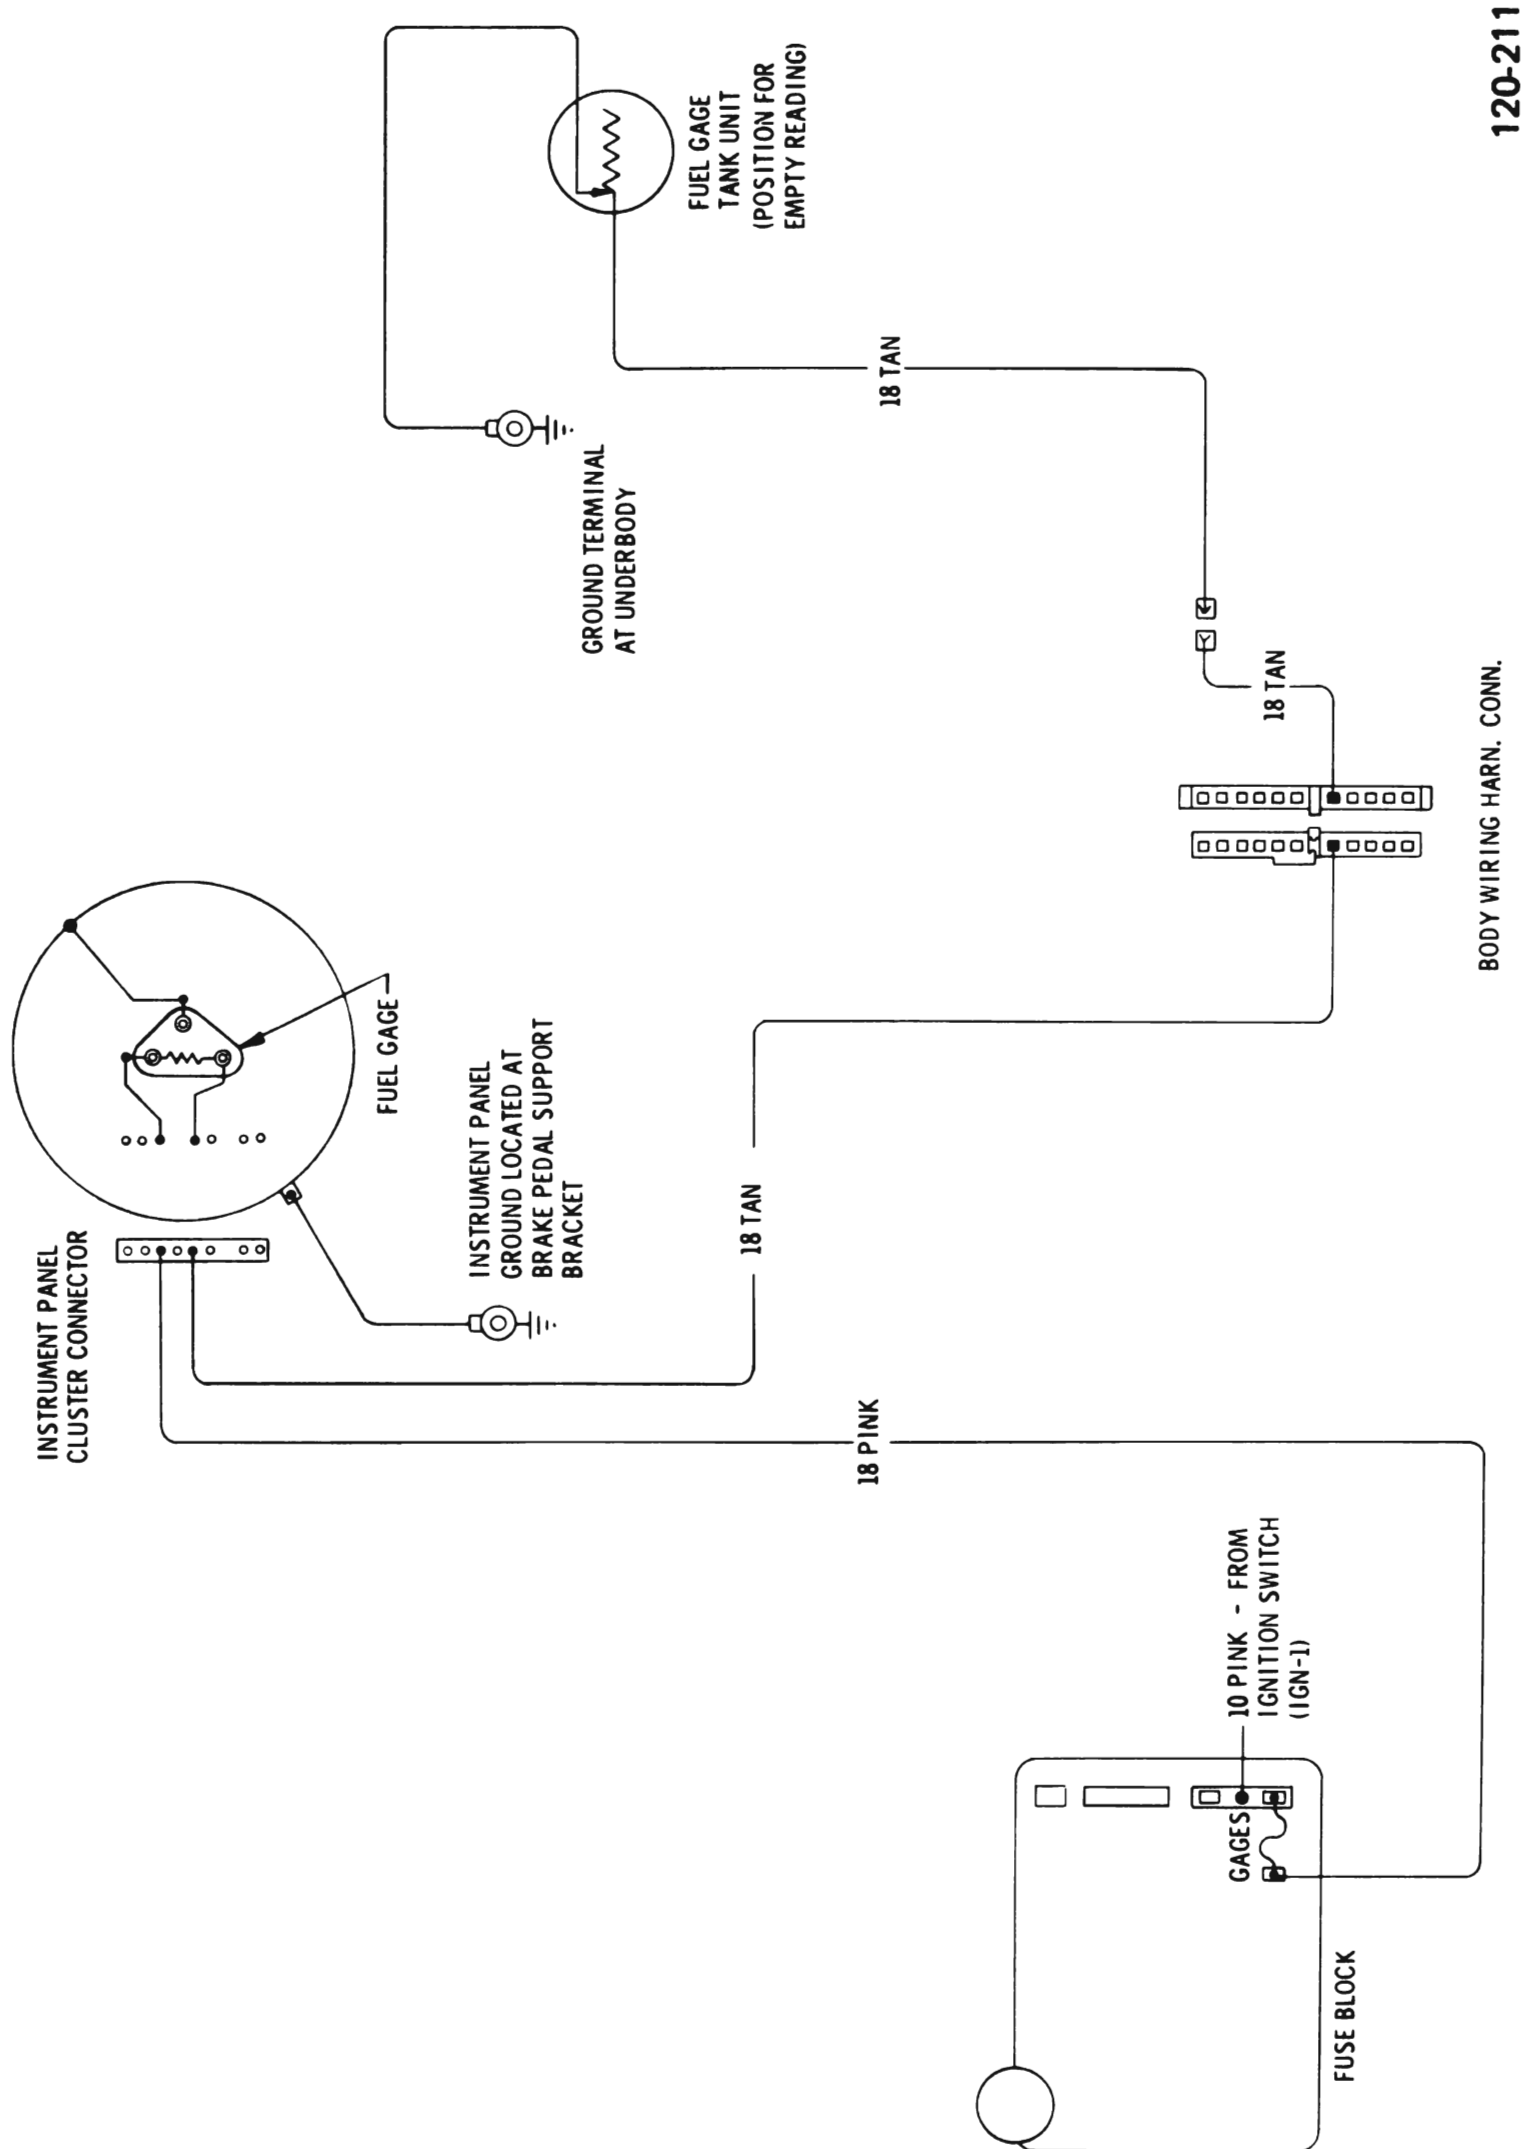 INSTRUMENT PANEL
CLUSTER CONNECTOR
FUEL GAGE
INSTRUMENT PANEL
GROUND LOCATED AT
BRAKE PEDAL SUPPORT
BRACKET
GROUND TERMINAL
AT UNDERBODY
FUEL GAGE
TANK UNIT
(POSITION FOR
EMPTY READING)
18 TAN
18 TAN
18 PINK
18 TAN
GAGES
10 PINK - FROM
IGNITION SWITCH
(IGN-1)
FUSE BLOCK
BODY WIRING HARN. CONN.
120-211